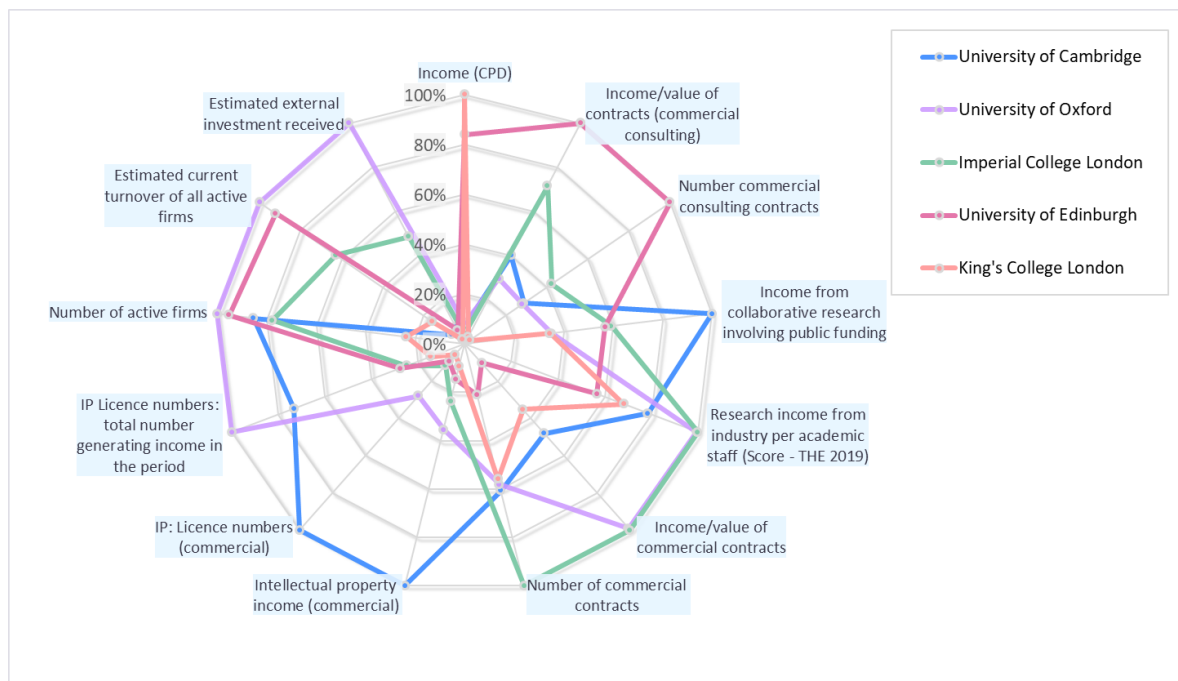 Income (CPD)
100%
80%
60%
40%
20%
0%
Income/value of
contracts (commercial
consulting)
Number commercial
consulting contracts
Income from
collaborative research
involving public funding
Research income from
industry per academic
staff (Score - THE 2019)
Income/value of
commercial contracts
Number of commercial
contracts
Intellectual property
income (commercial)
IP: Licence numbers
(commercial)
IP Licence numbers:
total number
generating income in
the period
Number of active firms
Estimated current
turnover of all active
firms
Estimated external
investment received
University of Cambridge
University of Oxford
Imperial College London
University of Edinburgh
King's College London